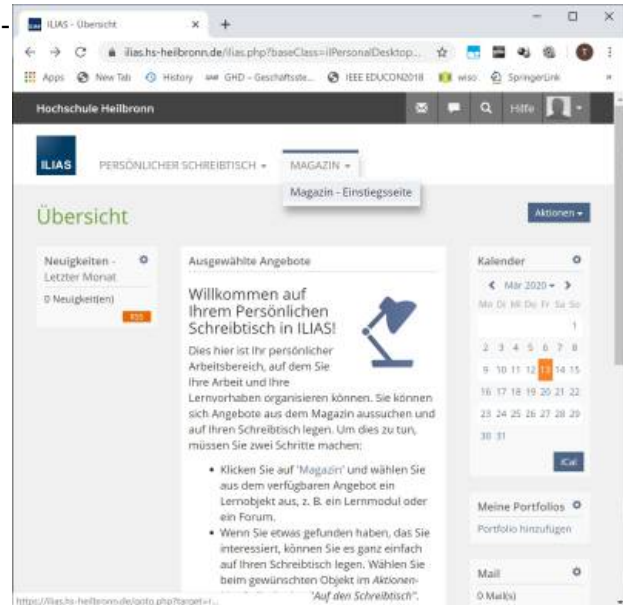 ILIAS - Übersicht
ilias.hs-heilbronn.de/ilias.php?baseClass=ilPersonalDesktop...
Apps New Tab History GHD - Geschäftsste... IEEE EDUCON2018 wiso SpringerLink
Hochschule Heilbronn
Hilfe
ILIAS PERSÖNLICHER SCHREIBTISCH MAGAZIN
Magazin - Einstiegsseite
Übersicht
Aktionen
Neuigkeiten -
Letzter Monat
0 Neuigkeit(en)
RSS
Ausgewählte Angebote
Willkommen auf
Ihrem Persönlichen
Schreibtisch in ILIAS!
Dies hier ist Ihr persönlicher
Arbeitsbereich, auf dem Sie
Ihre Arbeit und Ihre
Lernvorhaben organisieren können. Sie können
sich Angebote aus dem Magazin aussuchen und
auf Ihren Schreibtisch legen. Um dies zu tun,
müssen Sie zwei Schritte machen:
• Klicken Sie auf 'Magazin' und wählen Sie
aus dem verfügbaren Angebot ein
Lernobjekt aus, z. B. ein Lernmodul oder
ein Forum.
• Wenn Sie etwas gefunden haben, das Sie
interessiert, können Sie es ganz einfach
auf Ihren Schreibtisch legen. Wählen Sie
beim gewünschten Objekt im Aktionen-
"Auf den Schreibtisch".
Kalender
Mär 2020
Mo Di Mi Do Fr Sa So
1
2 3 4 5 6 7 8
9 10 11 12 13 14 15
16 17 18 19 20 21 22
23 24 25 26 27 28 29
30 31
iCal
Meine Portfolios
Portfolio hinzufügen
Mail
0 Mail(s)
https://ilias.hs-heilbronn.de/goto.php?target=r...